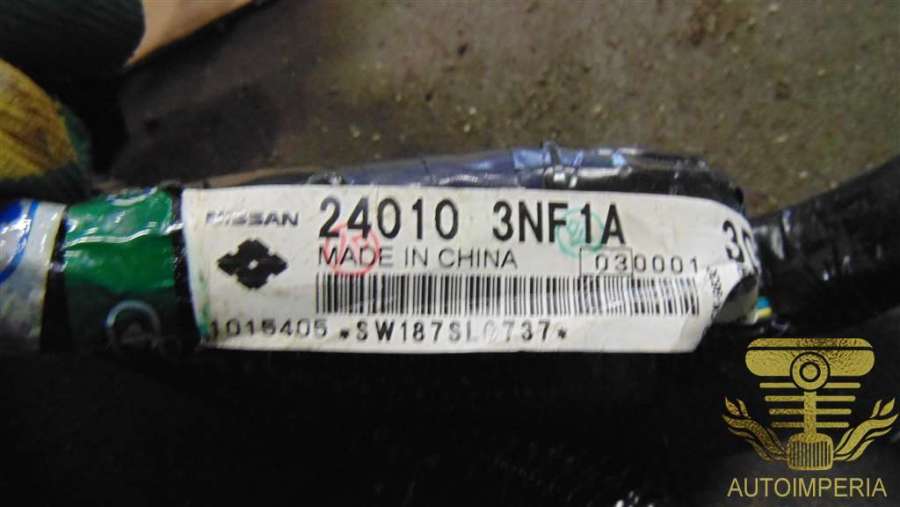 NISSAN 24010 3NF1A
MADE IN CHINA 030001
1015405 *SW187SL0737*
AUTOIMPERIA